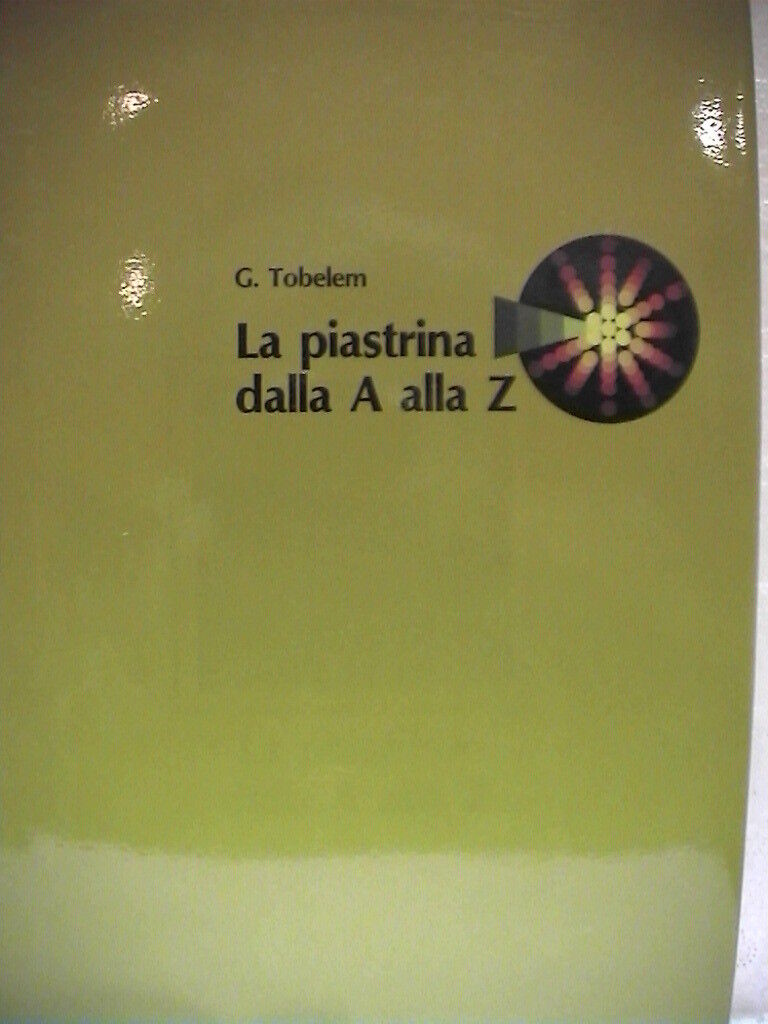 G. Tobelem
La piastrina
dalla A alla Z